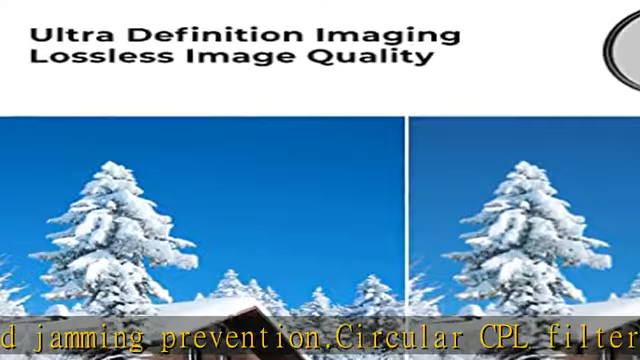 Ultra Definition Imaging
Lossless Image Quality
d jamming prevention.Circular CPL filter